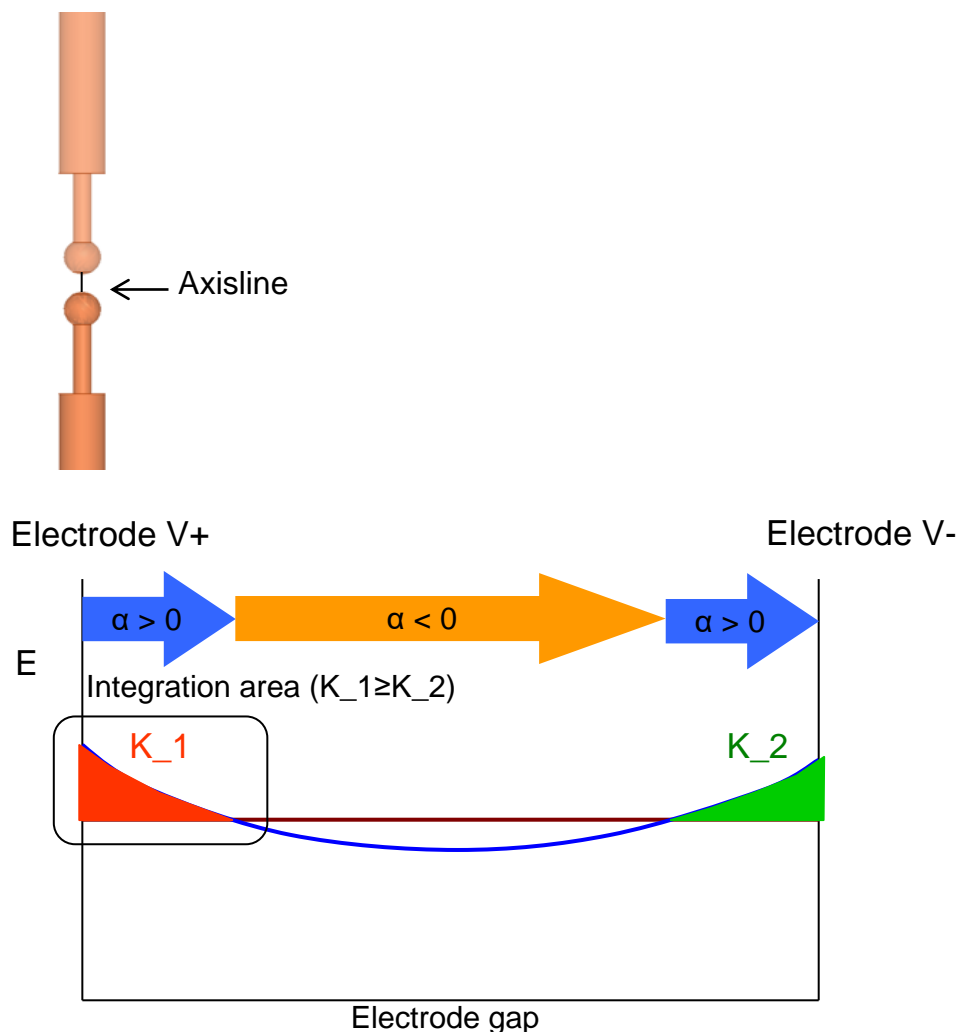 Axisline
Electrode V+
Electrode V-
α > 0
α < 0
α > 0
E
Integration area (K_1≥K_2)
K_1
K_2
Electrode gap